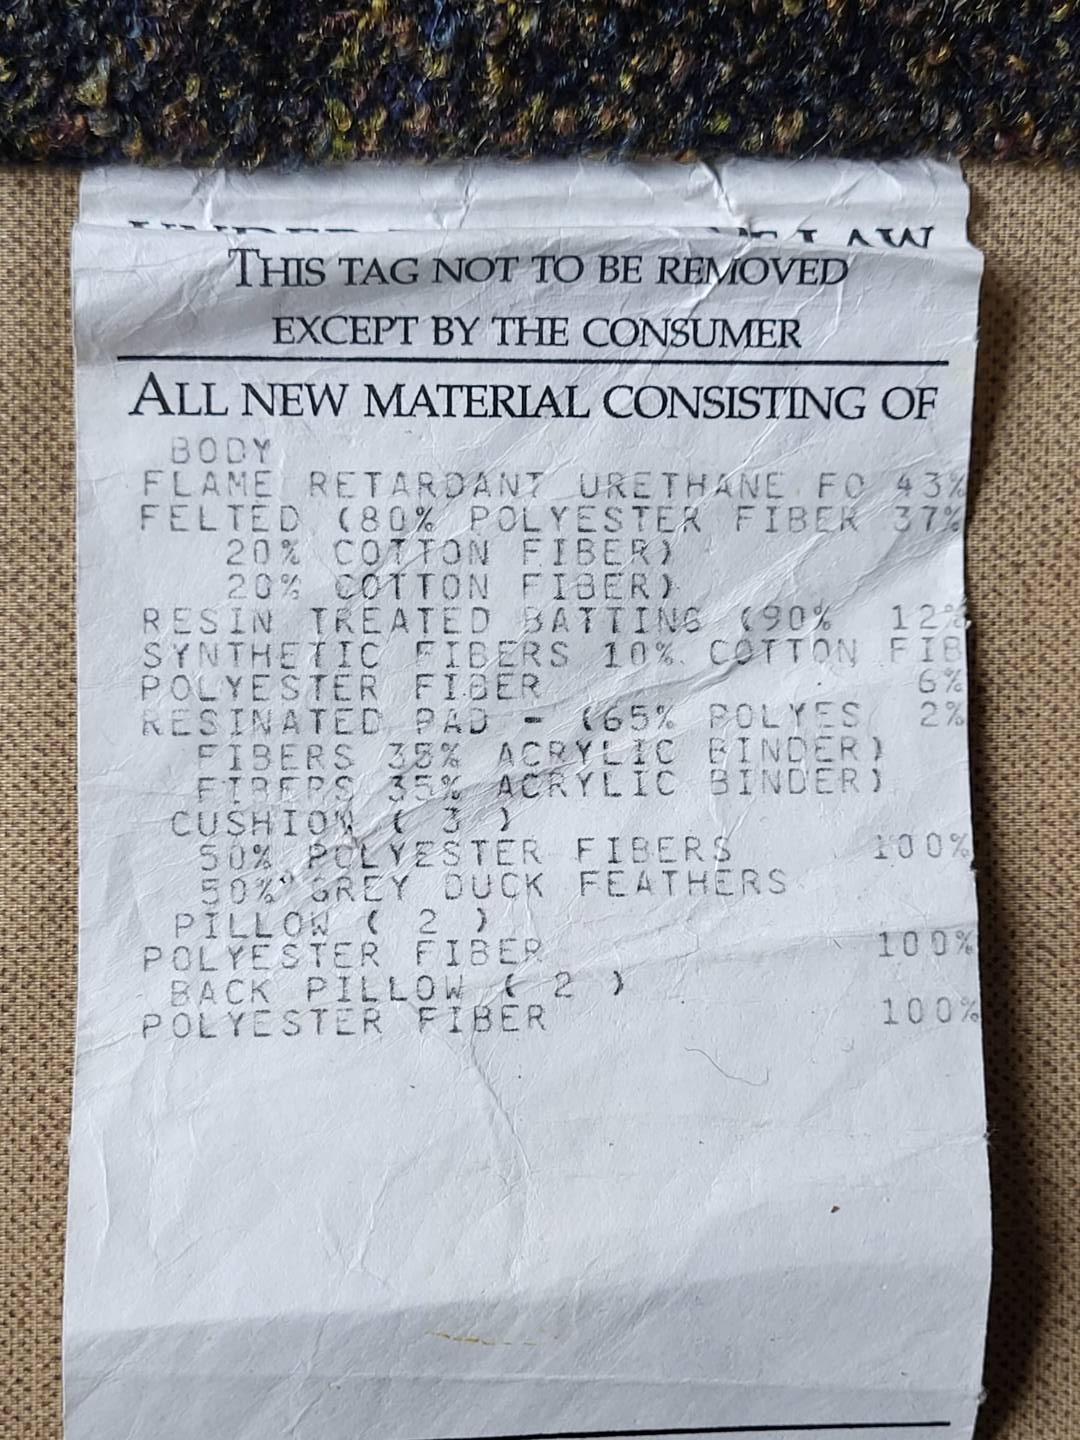 UNDER LAW
THIS TAG NOT TO BE REMOVED
EXCEPT BY THE CONSUMER
ALL NEW MATERIAL CONSISTING OF
BODY
FLAME RETARDANT URETHANE FO 43%
FELTED (80% POLYESTER FIBER 37%
20% COTTON FIBER)
20% COTTON FIBER)
RESIN TREATED BATTING (90% 12%
SYNTHETIC FIBERS 10% COTTON FIB
POLYESTER FIBER 6%
RESINATED PAD - (65% POLYES 2%
FIBERS 35% ACRYLIC BINDER)
FIBERS 35% ACRYLIC BINDER)
CUSHION ( 3 )
50% POLYESTER FIBERS 100%
50% GREY DUCK FEATHERS
PILLOW ( 2 )
POLYESTER FIBER 100%
BACK PILLOW ( 2 )
POLYESTER FIBER 100%